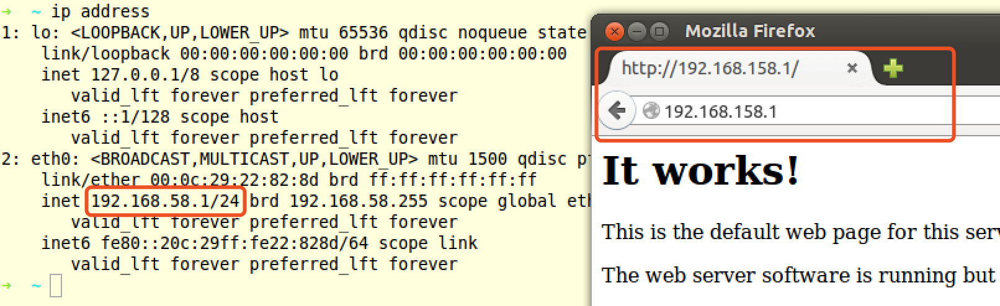 ➜ ~ ip address
1: lo: <LOOPBACK,UP,LOWER_UP> mtu 65536 qdisc noqueue state
link/loopback 00:00:00:00:00:00 brd 00:00:00:00:00:00
inet 127.0.0.1/8 scope host lo
valid_lft forever preferred_lft forever
inet6 ::1/128 scope host
valid_lft forever preferred_lft forever
2: eth0: <BROADCAST,MULTICAST,UP,LOWER_UP> mtu 1500 qdisc
link/ether 00:0c:29:22:82:8d brd ff:ff:ff:ff:ff:ff
inet 192.168.58.1/24 brd 192.168.58.255 scope global
valid_lft forever preferred_lft forever
inet6 fe80::20c:29ff:fe22:828d/64 scope link
valid_lft forever preferred_lft forever
➜ ~
Mozilla Firefox
http://192.168.158.1/
192.168.158.1
It works!
This is the default web page for this
The web server software is running but